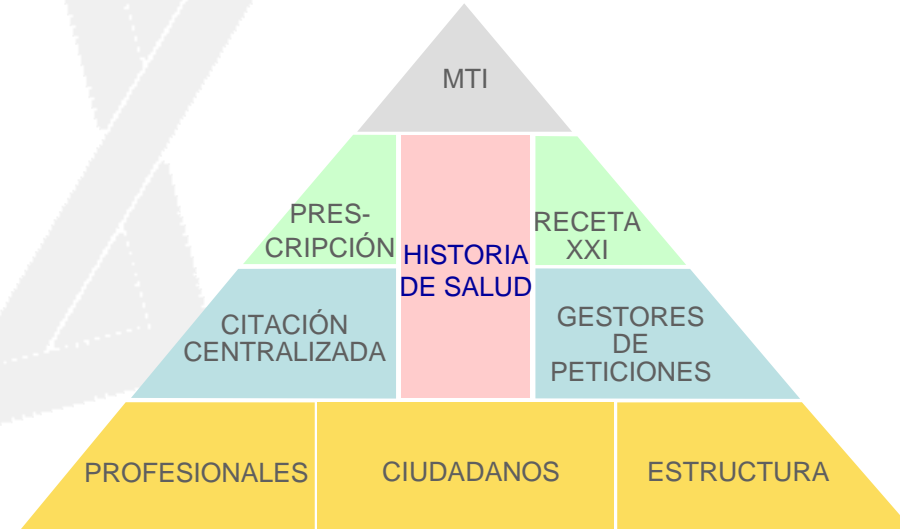 MTI
PRES-
CRIPCIÓN
HISTORIA
DE SALUD
RECETA
XXI
CITACIÓN
CENTRALIZADA
GESTORES
DE
PETICIONES
PROFESIONALES
CIUDADANOS
ESTRUCTURA